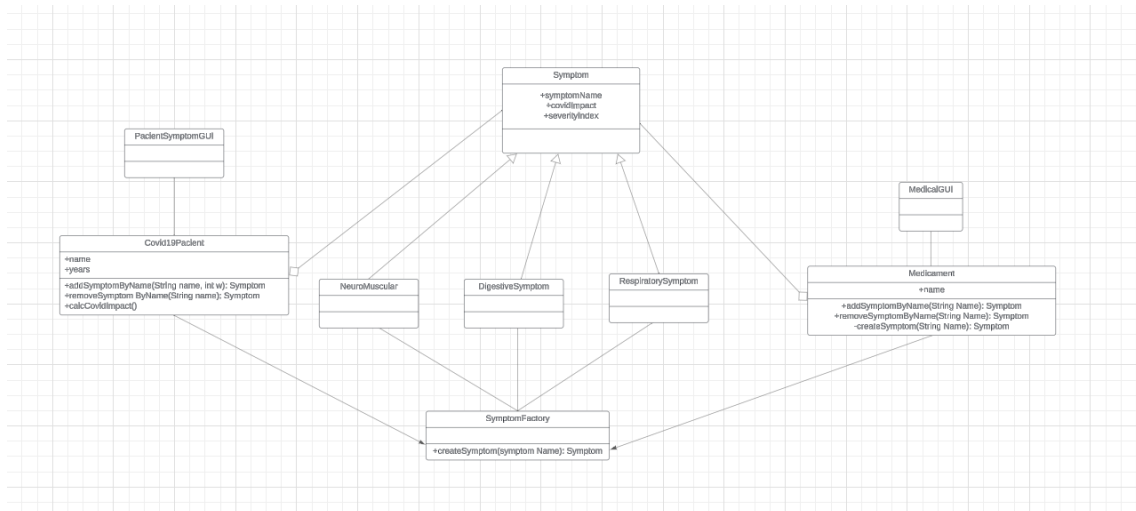 Symptom
+symptomName
+covidImpact
+severityIndex
PacientSymptomGUI
MedicalGUI
Covid19Pacient
+name
+years
+addSymptomByName(String name, int w): Symptom
+removeSymptom ByName(String name); Symptom
+calcCovidImpact()
NeuroMuscular
DigestiveSymptom
RespiratorySymptom
Medicament
+name
+addSymptomByName(String Name): Symptom
+removeSymptomByName(String Name): Symptom
-createSymptom(String Name): Symptom
SymptomFactory
+createSymptom(symptom Name): Symptom